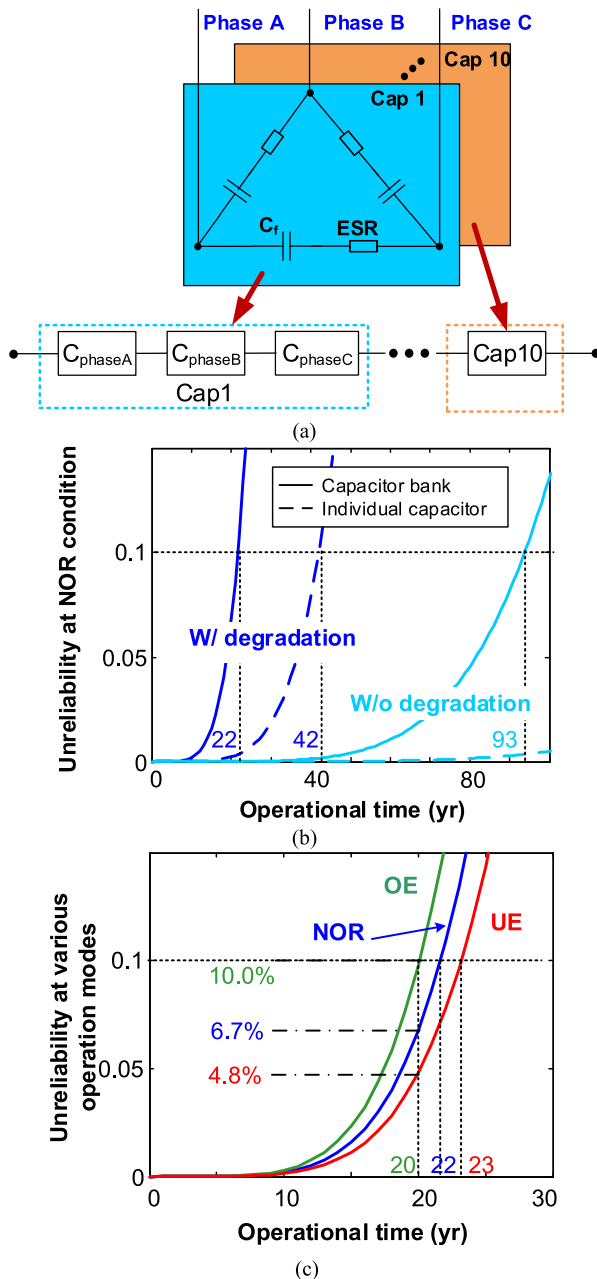 Phase A Phase B Phase C
Cap 10
Cap 1
Cf ESR
CphaseA CphaseB CphaseC Cap10
Cap1
(a)
Unreliability at NOR condition
Capacitor bank
Individual capacitor
0.1
W/ degradation
0.05
W/o degradation
22 42 93
0
0 40 80
Operational time (yr)
(b)
Unreliability at various
operation modes
OE
NOR UE
0.1
10.0%
6.7%
0.05
4.8%
20 22 23
0
0 10 20 30
Operational time (yr)
(c)